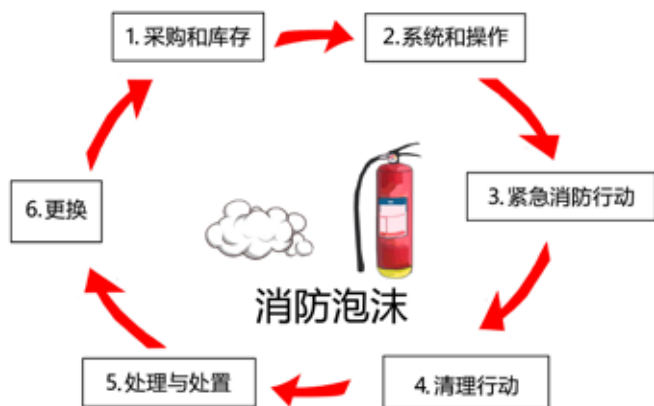 1. 采购和库存
2.系统和操作
3.紧急消防行动
4.清理行动
5.处理与处置
6.更换
消防泡沫